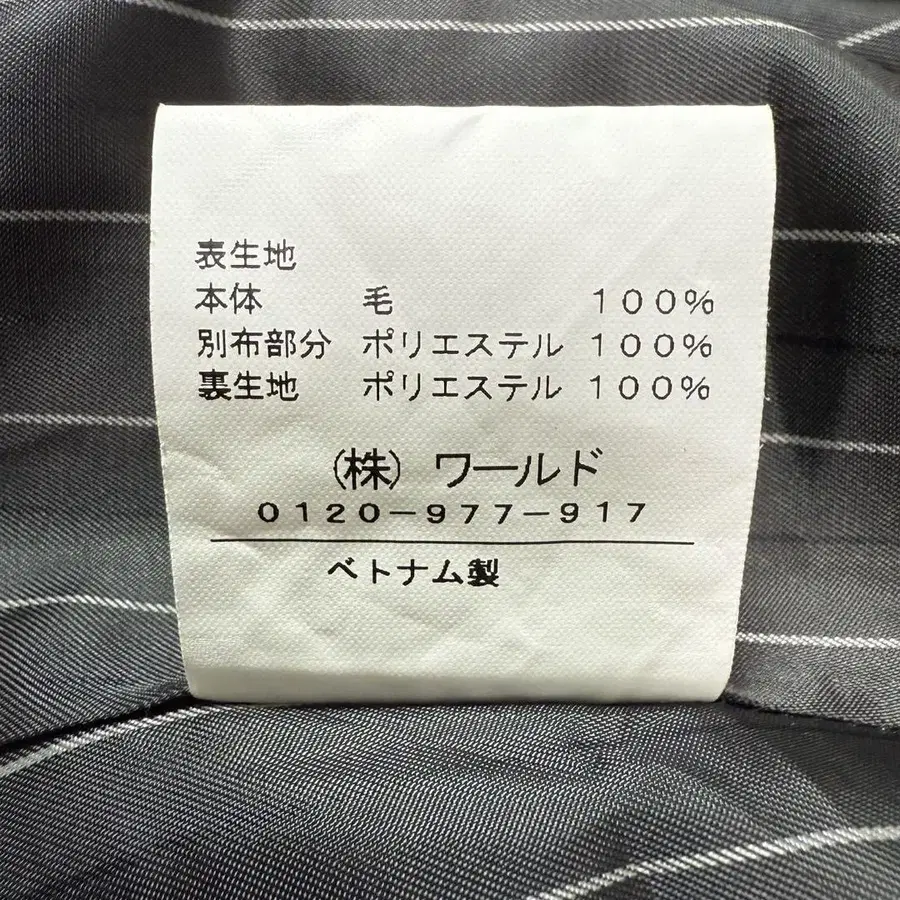 表生地
本体 毛 100%
別布部分 ポリエステル 100%
裏生地 ポリエステル 100%
(株) ワールド
0120-977-917
ベトナム製